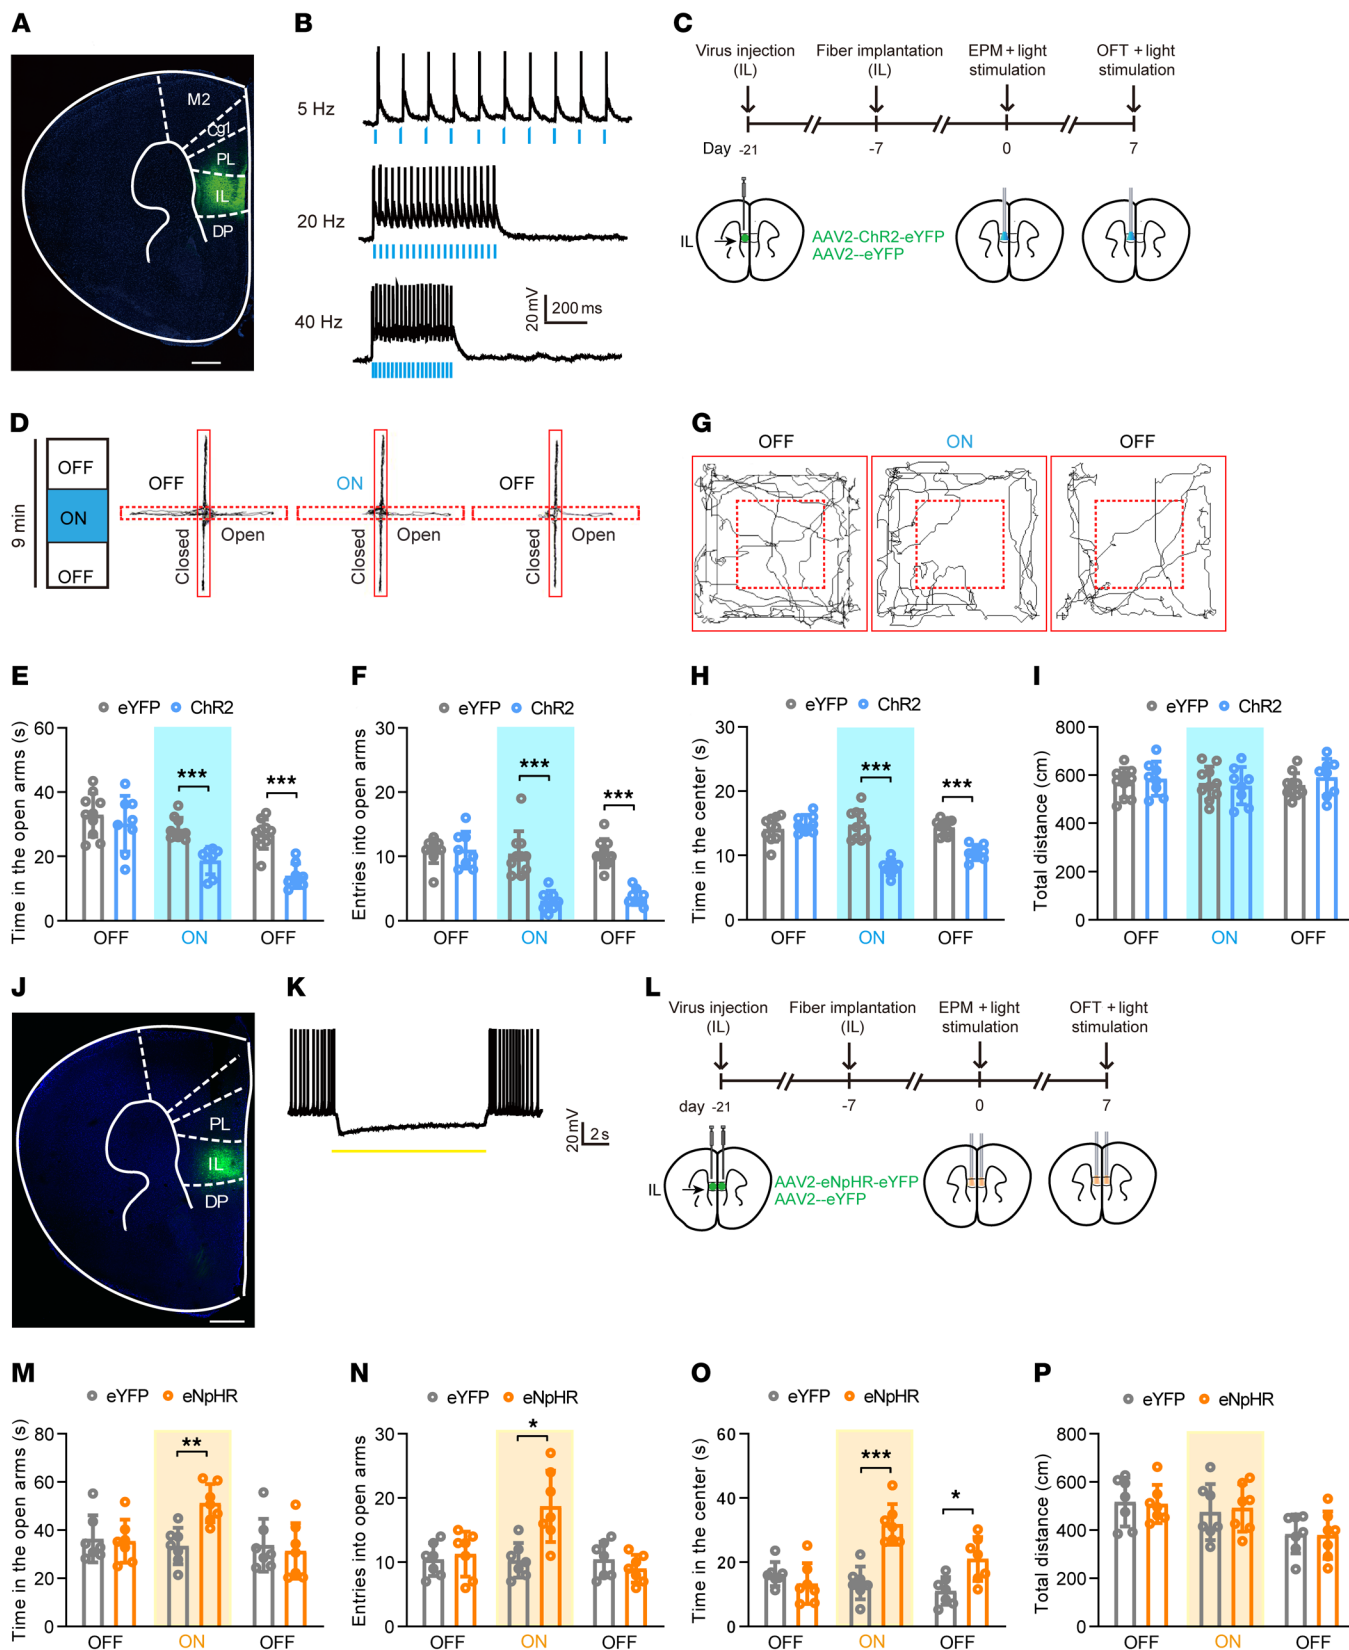 A
M2
Cg1
PL
IL
DP
B
5 Hz
20 Hz
40 Hz
20 mV
200 ms
C
Virus injection
(IL)
Fiber implantation
(IL)
EPM + light
stimulation
OFT + light
stimulation
Day -21 -7 0 7
IL
AAV2-ChR2-eYFP
AAV2--eYFP
D
9 min
OFF
ON
OFF
OFF
Closed
Open
ON
Closed
Open
OFF
Closed
Open
G
OFF
ON
OFF
E
eYFP ChR2
Time in the open arms (s)
60
40
20
0
***
***
OFF ON OFF
F
eYFP ChR2
Entries into open arms
30
20
10
0
***
***
OFF ON OFF
H
eYFP ChR2
Time in the center (s)
30
20
10
0
***
***
OFF ON OFF
I
eYFP ChR2
Total distance (cm)
800
600
400
200
0
OFF ON OFF
J
PL
IL
DP
K
20 mV
2 s
L
Virus injection
(IL)
Fiber implantation
(IL)
EPM + light
stimulation
OFT + light
stimulation
day -21 -7 0 7
IL
AAV2-eNpHR-eYFP
AAV2--eYFP
M
eYFP eNpHR
Time in the open arms (s)
80
60
40
20
0
**
OFF ON OFF
N
eYFP eNpHR
Entries into open arms
30
20
10
0
*
OFF ON OFF
O
eYFP eNpHR
Time in the center (s)
60
40
20
0
***
*
OFF ON OFF
P
eYFP eNpHR
Total distance (cm)
800
600
400
200
0
OFF ON OFF